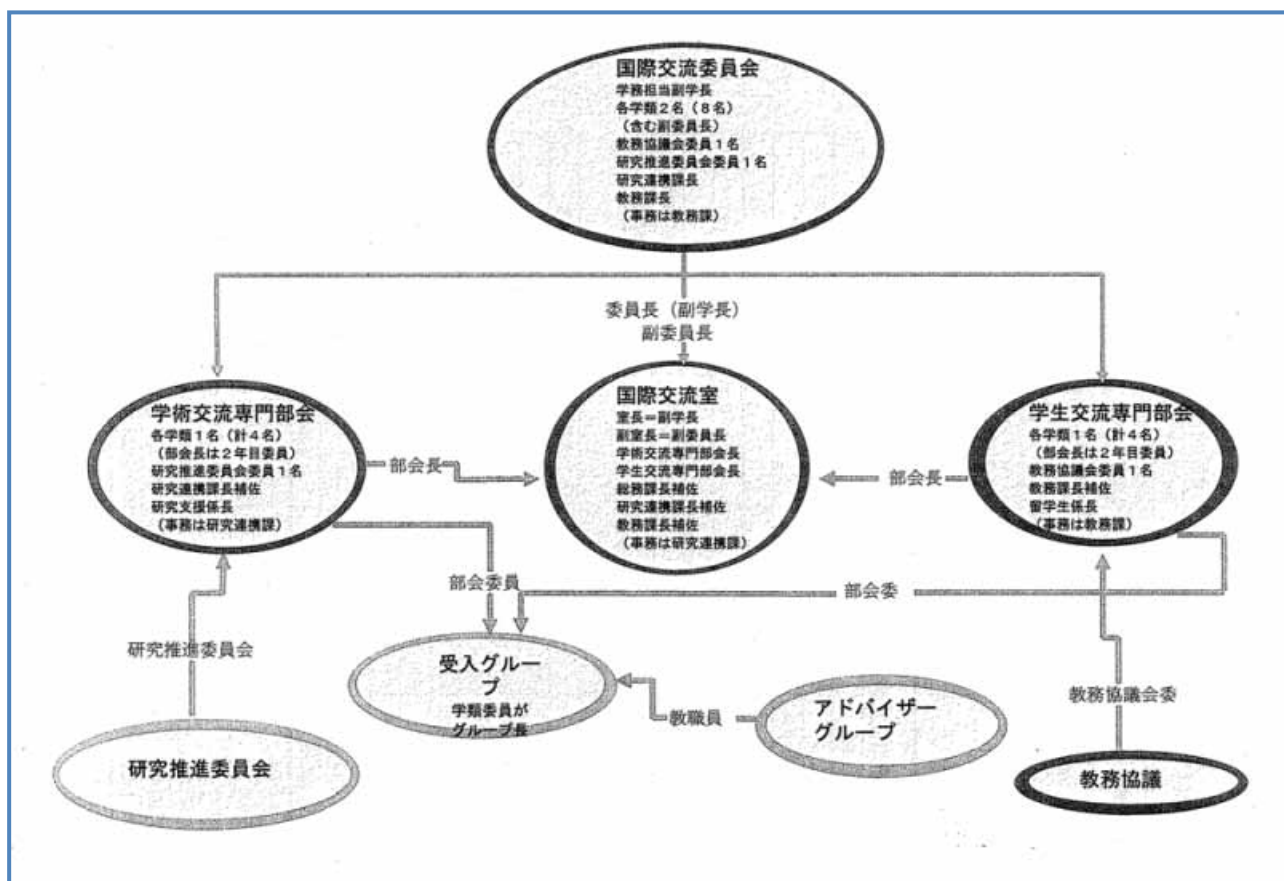 国際交流委員会
学務担当副学長
各学類２名（８名）
（含む副委員長）
教務協議会委員１名
研究推進委員会委員１名
研究連携課長
教務課長
（事務は教務課）
委員長（副学長）
副委員長
学術交流専門部会
各学類１名（計４名）
（部会長は２年目委員）
研究推進委員会委員１名
研究連携課長補佐
研究支援係長
（事務は研究連携課）
部会長
国際交流室
室長＝副学長
副室長＝副委員長
学術交流専門部会長
学生交流専門部会長
総務課長補佐
研究連携課長補佐
教務課長補佐
（事務は研究連携課）
部会長
学生交流専門部会
各学類１名（計４名）
（部会長は２年目委員）
教務協議会委員１名
教務課長補佐
留学生係長
（事務は教務課）
部会委員
部会委
研究推進委員会
受入グルー
プ
学類委員が
グループ長
教職員
アドバイザー
グループ
教務協議会委
研究推進委員会
教務協議